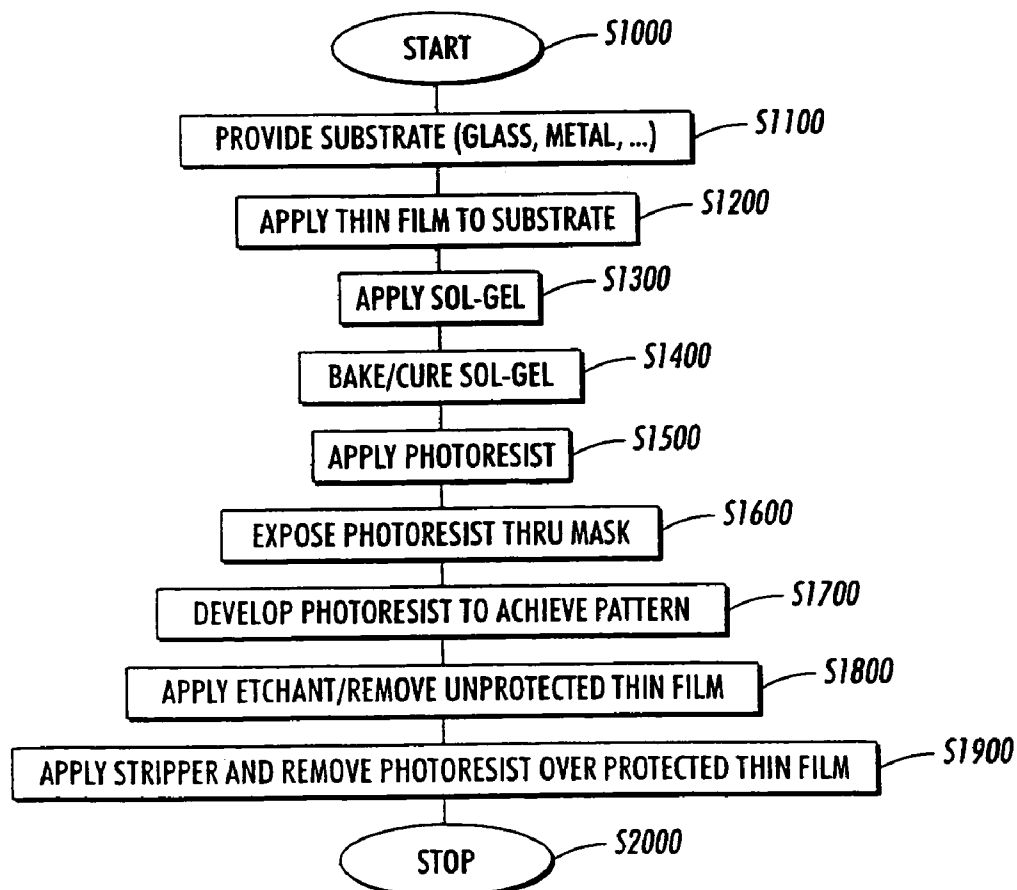 START S1000
PROVIDE SUBSTRATE (GLASS, METAL, ...) S1100
APPLY THIN FILM TO SUBSTRATE S1200
APPLY SOL-GEL S1300
BAKE/CURE SOL-GEL S1400
APPLY PHOTORESIST S1500
EXPOSE PHOTORESIST THRU MASK S1600
DEVELOP PHOTORESIST TO ACHIEVE PATTERN S1700
APPLY ETCHANT/REMOVE UNPROTECTED THIN FILM S1800
APPLY STRIPPER AND REMOVE PHOTORESIST OVER PROTECTED THIN FILM S1900
STOP S2000